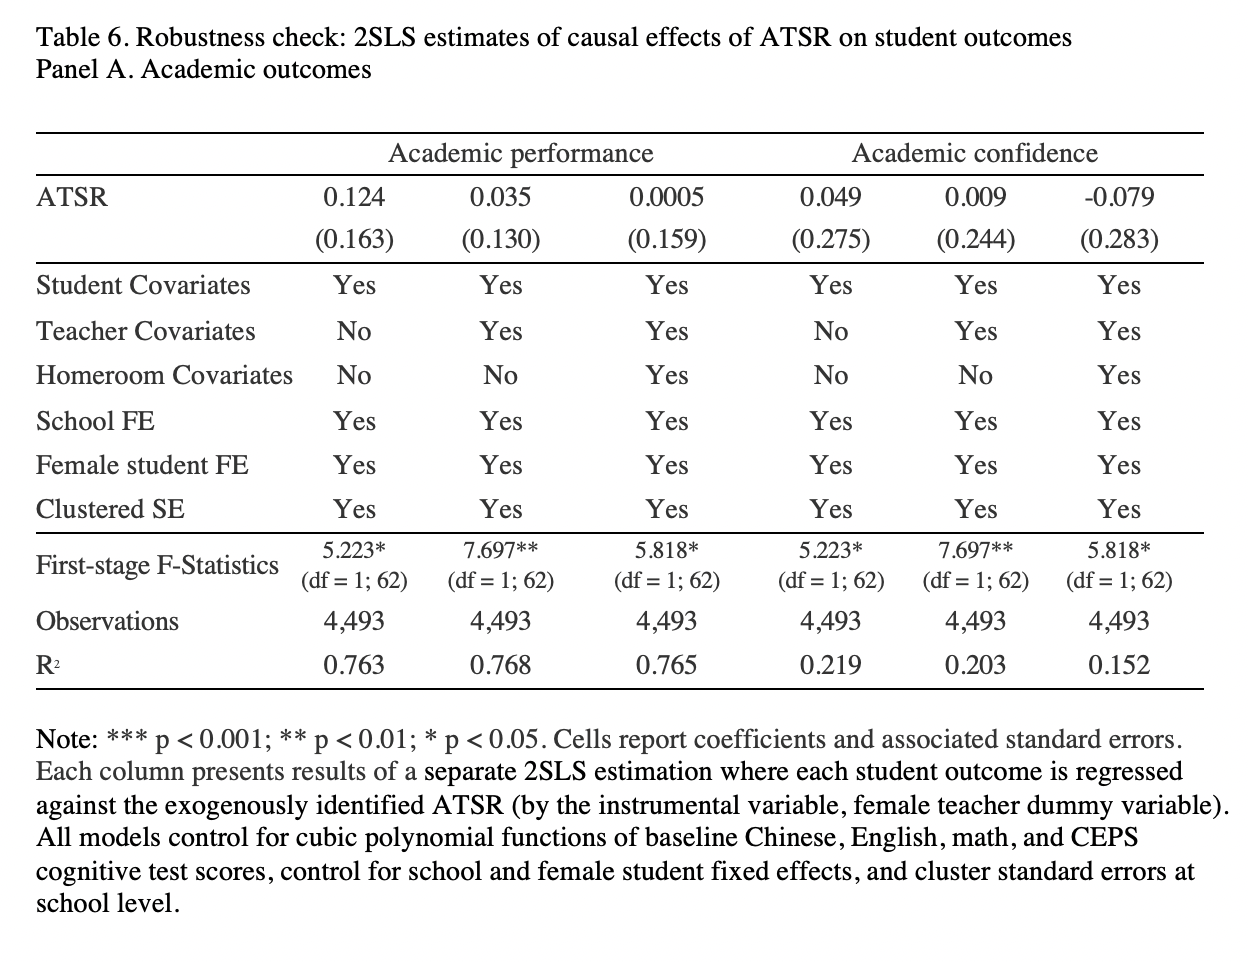 Table 6. Robustness check: 2SLS estimates of causal effects of ATSR on student outcomes
Panel A. Academic outcomes
Academic performance Academic confidence
ATSR 0.124 0.035 0.0005 0.049 0.009 -0.079
(0.163) (0.130) (0.159) (0.275) (0.244) (0.283)
Student Covariates Yes Yes Yes Yes Yes Yes
Teacher Covariates No Yes Yes No Yes Yes
Homeroom Covariates No No Yes No No Yes
School FE Yes Yes Yes Yes Yes Yes
Female student FE Yes Yes Yes Yes Yes Yes
Clustered SE Yes Yes Yes Yes Yes Yes
First-stage F-Statistics 5.223* 7.697** 5.818* 5.223* 7.697** 5.818*
(df = 1; 62) (df = 1; 62) (df = 1; 62) (df = 1; 62) (df = 1; 62) (df = 1; 62)
Observations 4,493 4,493 4,493 4,493 4,493 4,493
R² 0.763 0.768 0.765 0.219 0.203 0.152
Note: *** p < 0.001; ** p < 0.01; * p < 0.05. Cells report coefficients and associated standard errors.
Each column presents results of a separate 2SLS estimation where each student outcome is regressed
against the exogenously identified ATSR (by the instrumental variable, female teacher dummy variable).
All models control for cubic polynomial functions of baseline Chinese, English, math, and CEPS
cognitive test scores, control for school and female student fixed effects, and cluster standard errors at
school level.